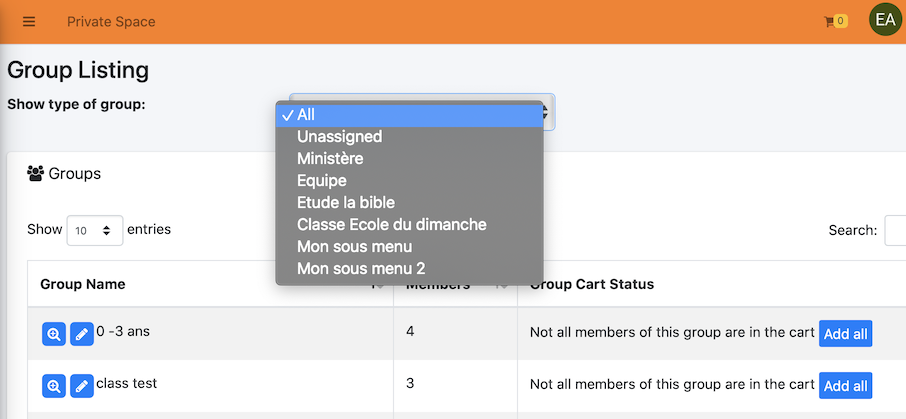 Private Space
0
EA
Group Listing
Show type of group:
✓ All
Unassigned
Ministère
Equipe
Etude la bible
Classe Ecole du dimanche
Mon sous menu
Mon sous menu 2
Groups
Show 10 entries
Search:
Group Name Members Group Cart Status
0 -3 ans 4 Not all members of this group are in the cart Add all
class test 3 Not all members of this group are in the cart Add all